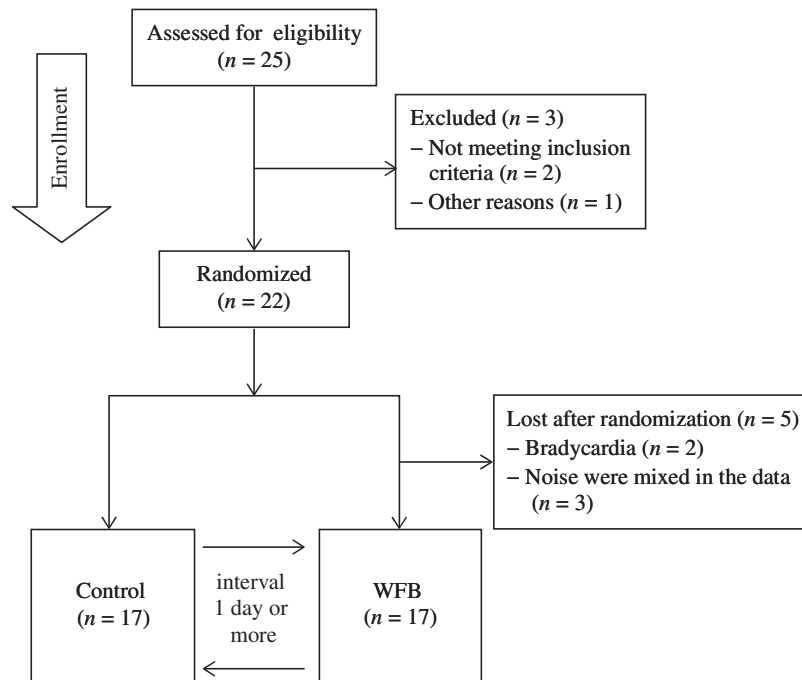 Assessed for eligibility
(n = 25)
Enrollment
Excluded (n = 3)
– Not meeting inclusion
criteria (n = 2)
– Other reasons (n = 1)
Randomized
(n = 22)
Lost after randomization (n = 5)
– Bradycardia (n = 2)
– Noise were mixed in the data
(n = 3)
Control
(n = 17)
interval
1 day or
more
WFB
(n = 17)